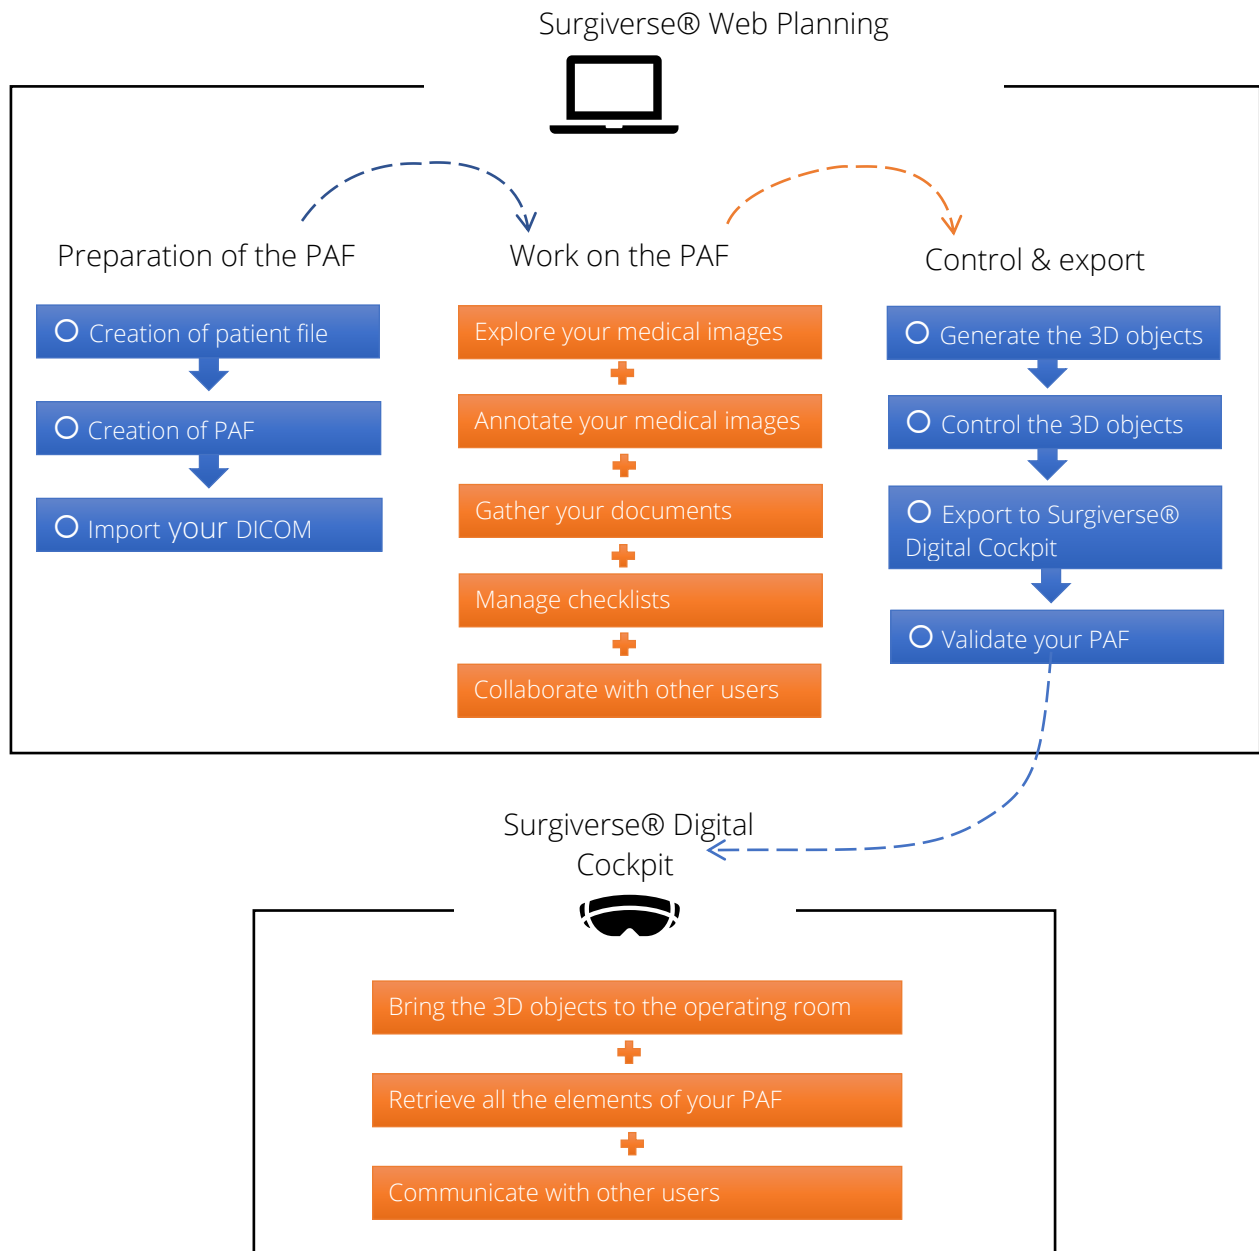 Surgiverse® Web Planning
Preparation of the PAF
Creation of patient file
Creation of PAF
Import your DICOM
Work on the PAF
Explore your medical images
Annotate your medical images
Gather your documents
Manage checklists
Collaborate with other users
Control & export
Generate the 3D objects
Control the 3D objects
Export to Surgiverse®
Digital Cockpit
Validate your PAF
Surgiverse® Digital
Cockpit
Bring the 3D objects to the operating room
Retrieve all the elements of your PAF
Communicate with other users